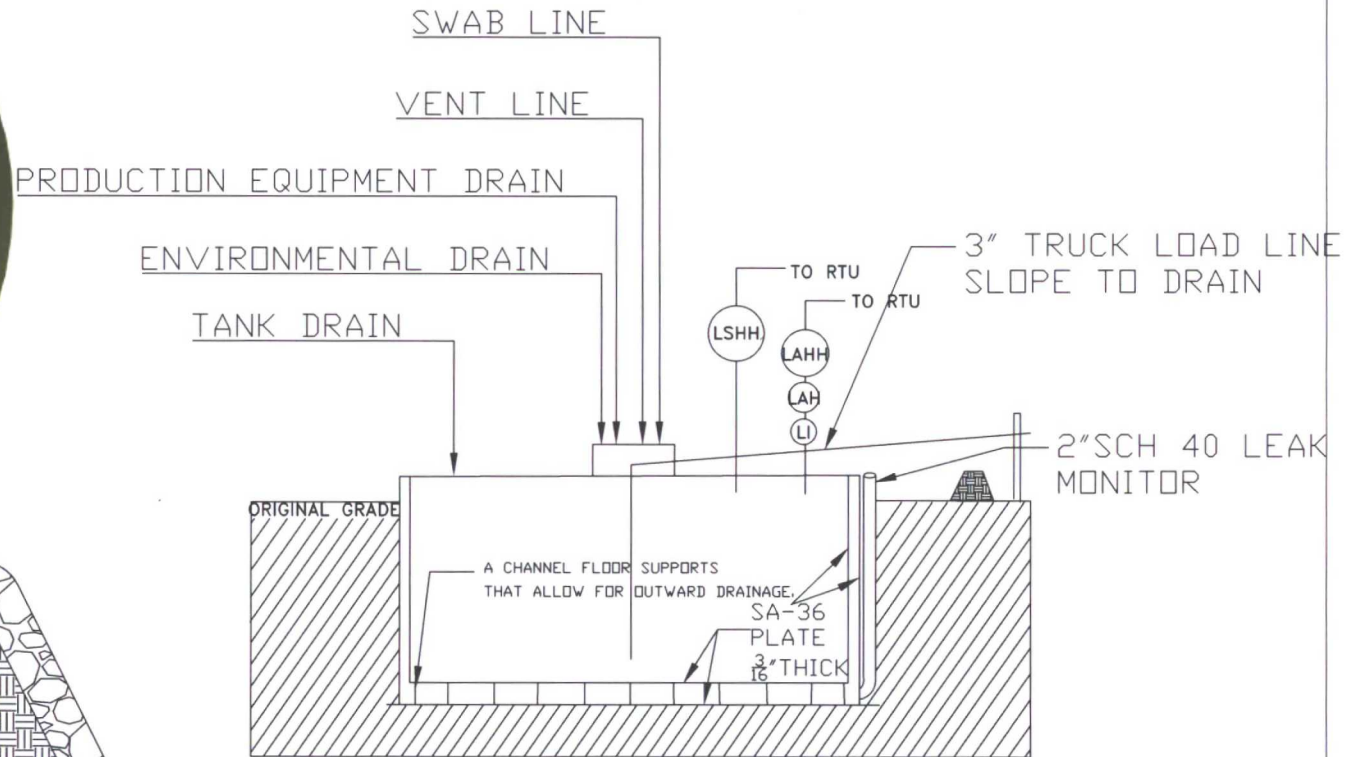 SWAB LINE
VENT LINE
PRODUCTION EQUIPMENT DRAIN
ENVIRONMENTAL DRAIN
TANK DRAIN
TO RTU
TO RTU
3" TRUCK LOAD LINE
SLOPE TO DRAIN
LSHH
LAHH
LAH
LI
2"SCH 40 LEAK
MONITOR
ORIGINAL GRADE
A CHANNEL FLOOR SUPPORTS
THAT ALLOW FOR OUTWARD DRAINAGE.
SA-36
PLATE
3/16"THICK